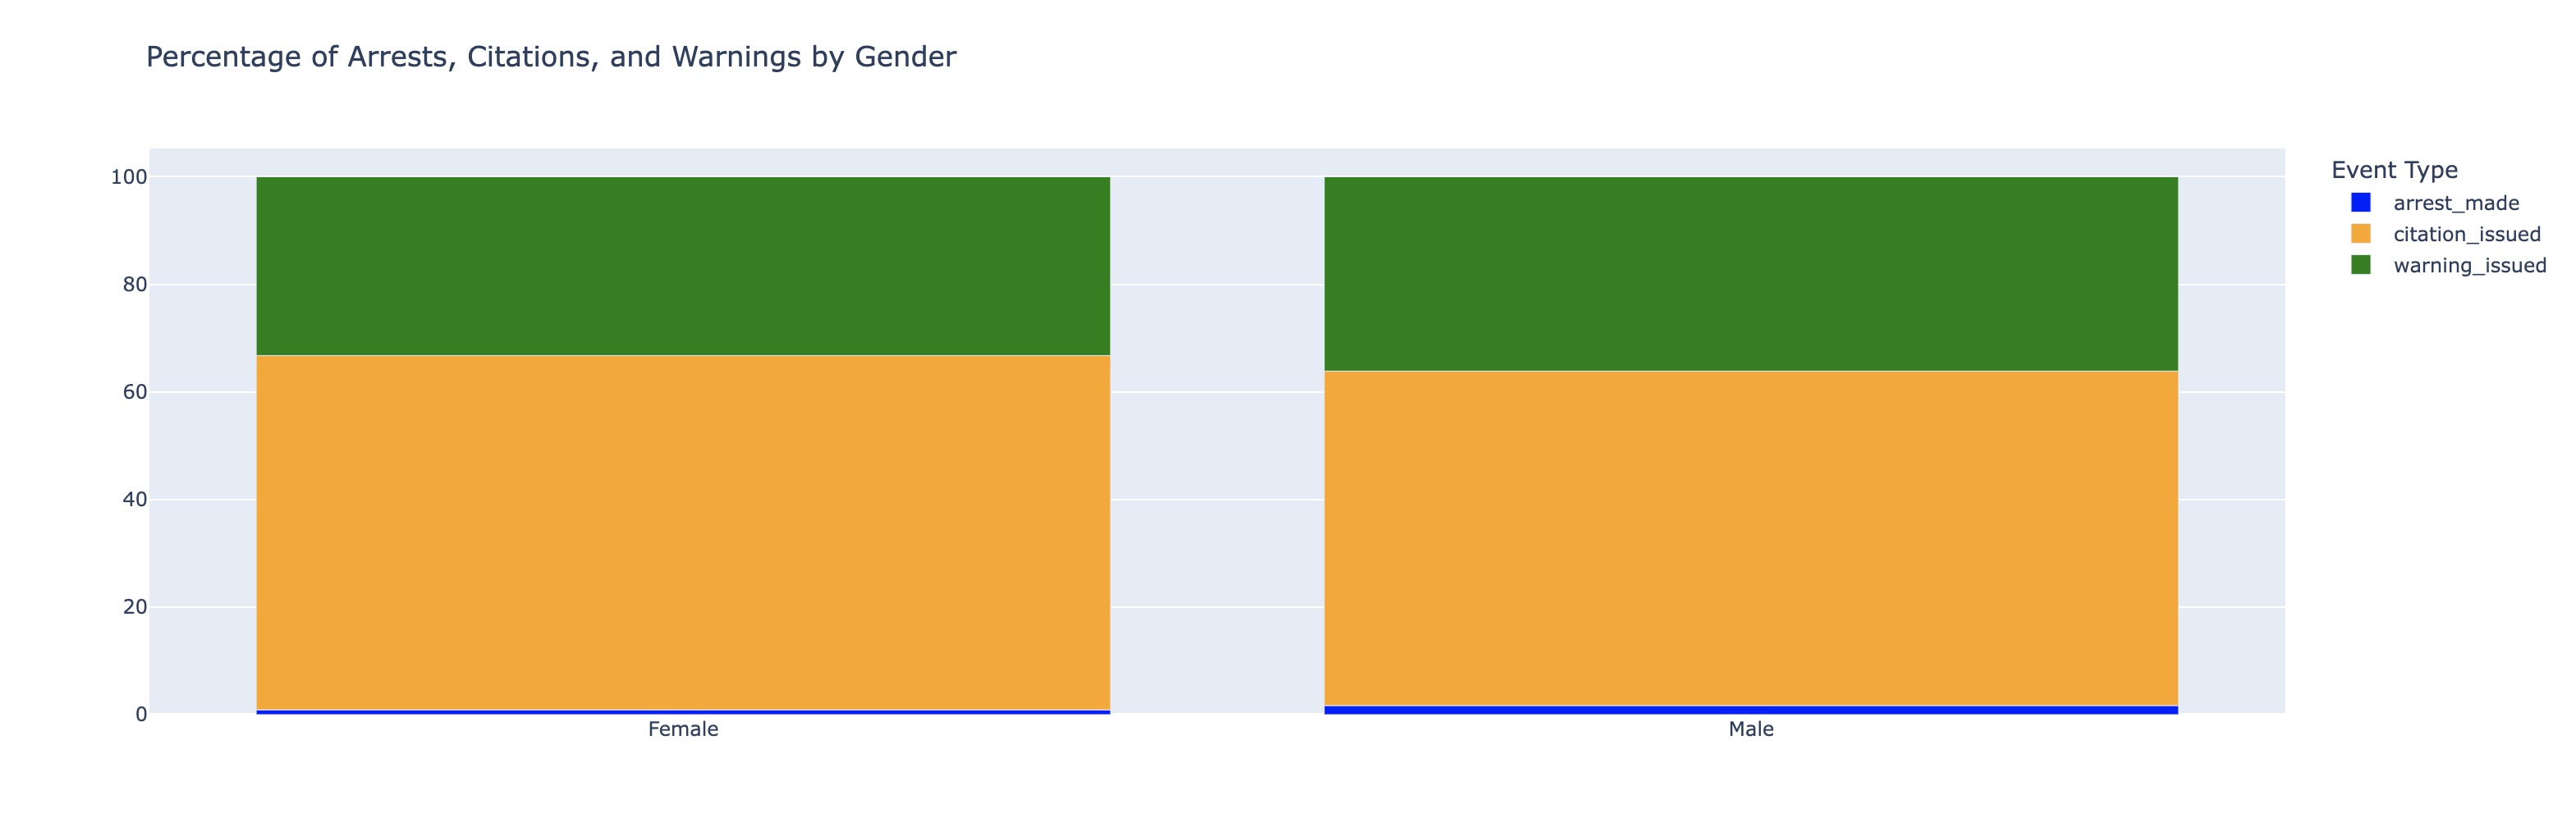 Percentage of Arrests, Citations, and Warnings by Gender
100
80
60
40
20
0
Female
Male
Event Type
arrest_made
citation_issued
warning_issued